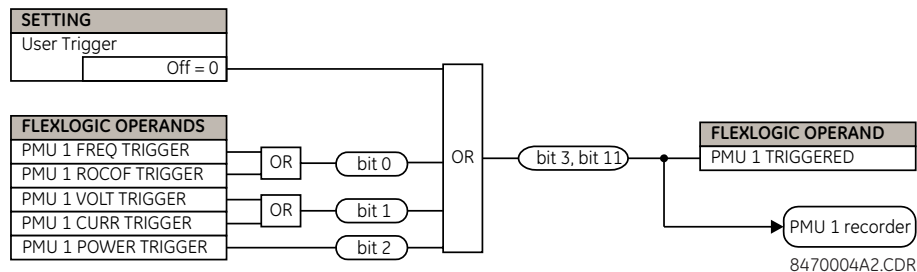 SETTING
User Trigger
Off = 0
FLEXLOGIC OPERANDS
PMU 1 FREQ TRIGGER
PMU 1 ROCOF TRIGGER
PMU 1 VOLT TRIGGER
PMU 1 CURR TRIGGER
PMU 1 POWER TRIGGER
OR
OR
bit 0
bit 1
bit 2
OR
bit 3, bit 11
FLEXLOGIC OPERAND
PMU 1 TRIGGERED
PMU 1 recorder
8470004A2.CDR